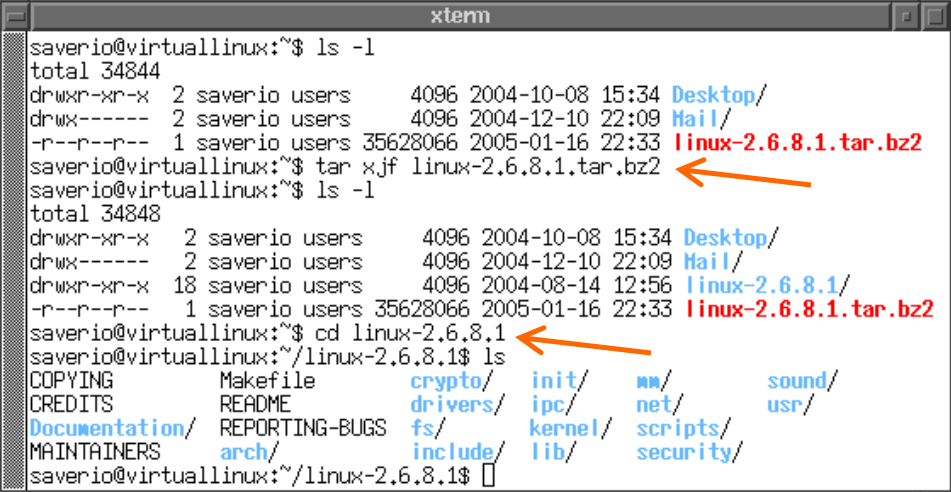 xterm
saverio@virtuallinux:~$ ls -l
total 34844
drwxr-xr-x  2 saverio users     4096 2004-10-08 15:34 Desktop/
drwx------  2 saverio users     4096 2004-12-10 22:09 Mail/
-r--r--r--  1 saverio users 35628066 2005-01-16 22:33 linux-2.6.8.1.tar.bz2
saverio@virtuallinux:~$ tar xjf linux-2.6.8.1.tar.bz2
saverio@virtuallinux:~$ ls -l
total 34848
drwxr-xr-x   2 saverio users     4096 2004-10-08 15:34 Desktop/
drwx------   2 saverio users     4096 2004-12-10 22:09 Mail/
drwxr-xr-x  18 saverio users     4096 2004-08-14 12:56 linux-2.6.8.1/
-r--r--r--   1 saverio users 35628066 2005-01-16 22:33 linux-2.6.8.1.tar.bz2
saverio@virtuallinux:~$ cd linux-2.6.8.1
saverio@virtuallinux:~/linux-2.6.8.1$ ls
COPYING         Makefile        crypto/   init/    mm/        sound/
CREDITS         README          drivers/  ipc/     net/       usr/
Documentation/  REPORTING-BUGS  fs/       kernel/  scripts/
MAINTAINERS     arch/           include/  lib/     security/
saverio@virtuallinux:~/linux-2.6.8.1$